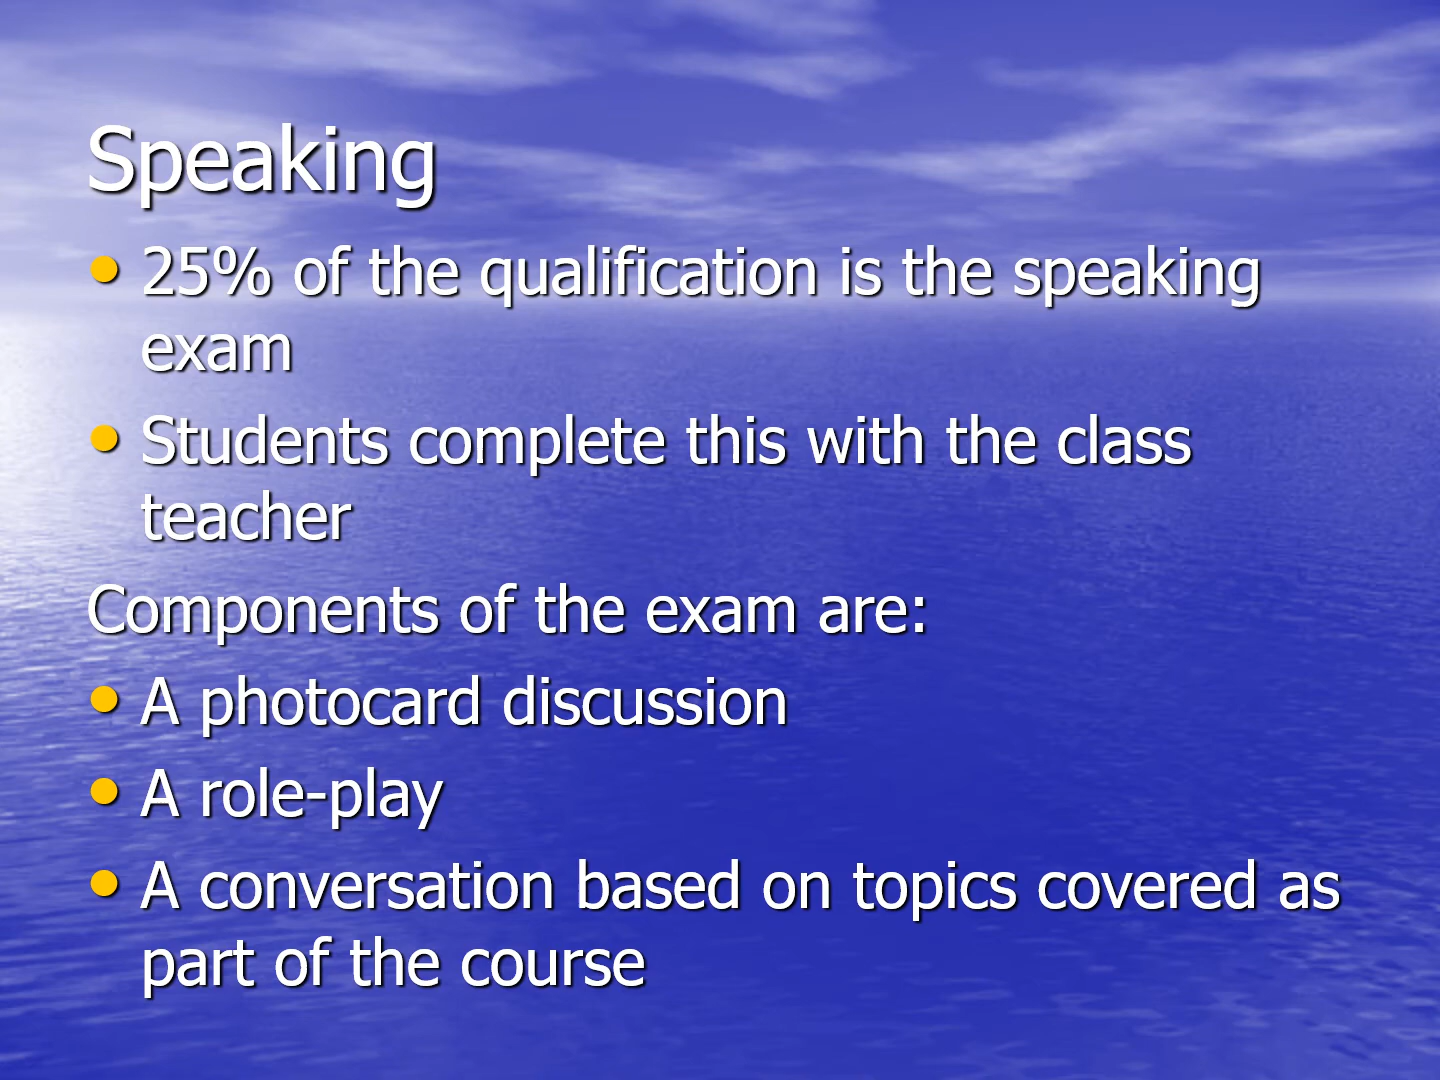 Speaking
• 25% of the qualification is the speaking
exam
• Students complete this with the class
teacher
Components of the exam are:
• A photocard discussion
• A role-play
• A conversation based on topics covered as
part of the course